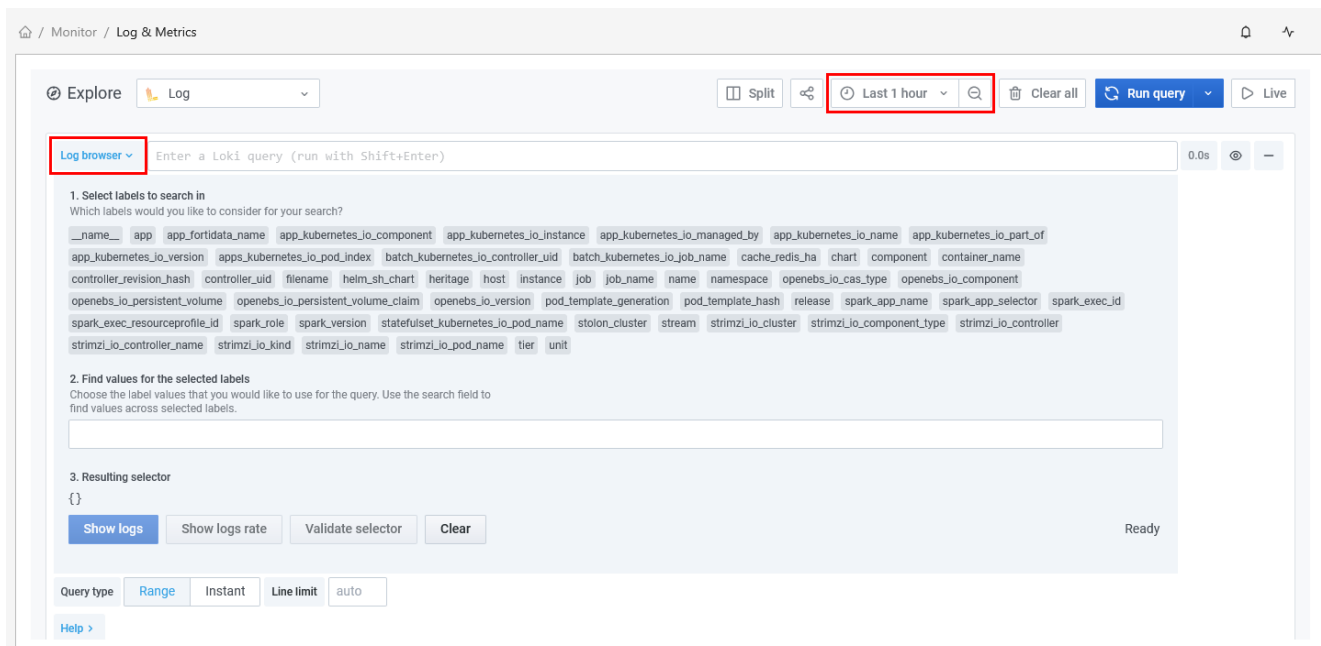 / Monitor / Log & Metrics
Explore Log Split Last 1 hour Clear all Run query Live
Log browser Enter a Loki query (run with Shift+Enter) 0.0s
1. Select labels to search in
Which labels would you like to consider for your search?
__name__ app app_fortidata_name app_kubernetes_io_component app_kubernetes_io_instance app_kubernetes_io_managed_by app_kubernetes_io_name app_kubernetes_io_part_of
app_kubernetes_io_version apps_kubernetes_io_pod_index batch_kubernetes_io_controller_uid batch_kubernetes_io_job_name cache_redis_ha chart component container_name
controller_revision_hash controller_uid filename helm_sh_chart heritage host instance job job_name name namespace openebs_io_cas_type openebs_io_component
openebs_io_persistent_volume openebs_io_persistent_volume_claim openebs_io_version pod_template_generation pod_template_hash release spark_app_name spark_app_selector spark_exec_id
spark_exec_resourceprofile_id spark_role spark_version statefulset_kubernetes_io_pod_name stolon_cluster stream strimzi_io_cluster strimzi_io_component_type strimzi_io_controller
strimzi_io_controller_name strimzi_io_kind strimzi_io_name strimzi_io_pod_name tier unit
2. Find values for the selected labels
Choose the label values that you would like to use for the query. Use the search field to
find values across selected labels.
3. Resulting selector
{}
Show logs Show logs rate Validate selector Clear Ready
Query type Range Instant Line limit auto
Help >